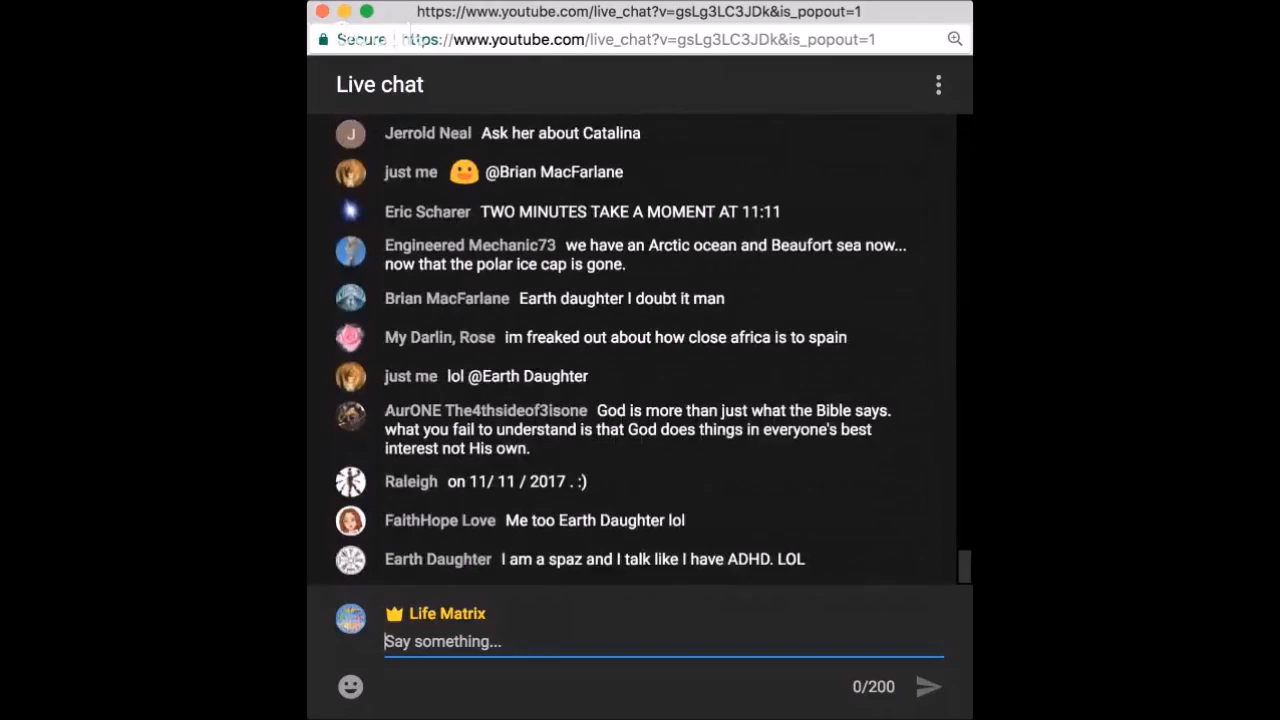 https://www.youtube.com/live_chat?v=gsLg3LC3JDk&is_popout=1
Secure https://www.youtube.com/live_chat?v=gsLg3LC3JDk&is_popout=1
Live chat
J Jerrold Neal Ask her about Catalina
just me @Brian MacFarlane
Eric Scharer TWO MINUTES TAKE A MOMENT AT 11:11
Engineered Mechanic73 we have an Arctic ocean and Beaufort sea now...
now that the polar ice cap is gone.
Brian MacFarlane Earth daughter I doubt it man
My Darlin, Rose im freaked out about how close africa is to spain
just me lol @Earth Daughter
AurONE The4thsideof3isone God is more than just what the Bible says.
what you fail to understand is that God does things in everyone's best
interest not His own.
Raleigh on 11/ 11 / 2017 . :)
FaithHope Love Me too Earth Daughter lol
Earth Daughter I am a spaz and I talk like I have ADHD. LOL
Life Matrix
Say something...
0/200